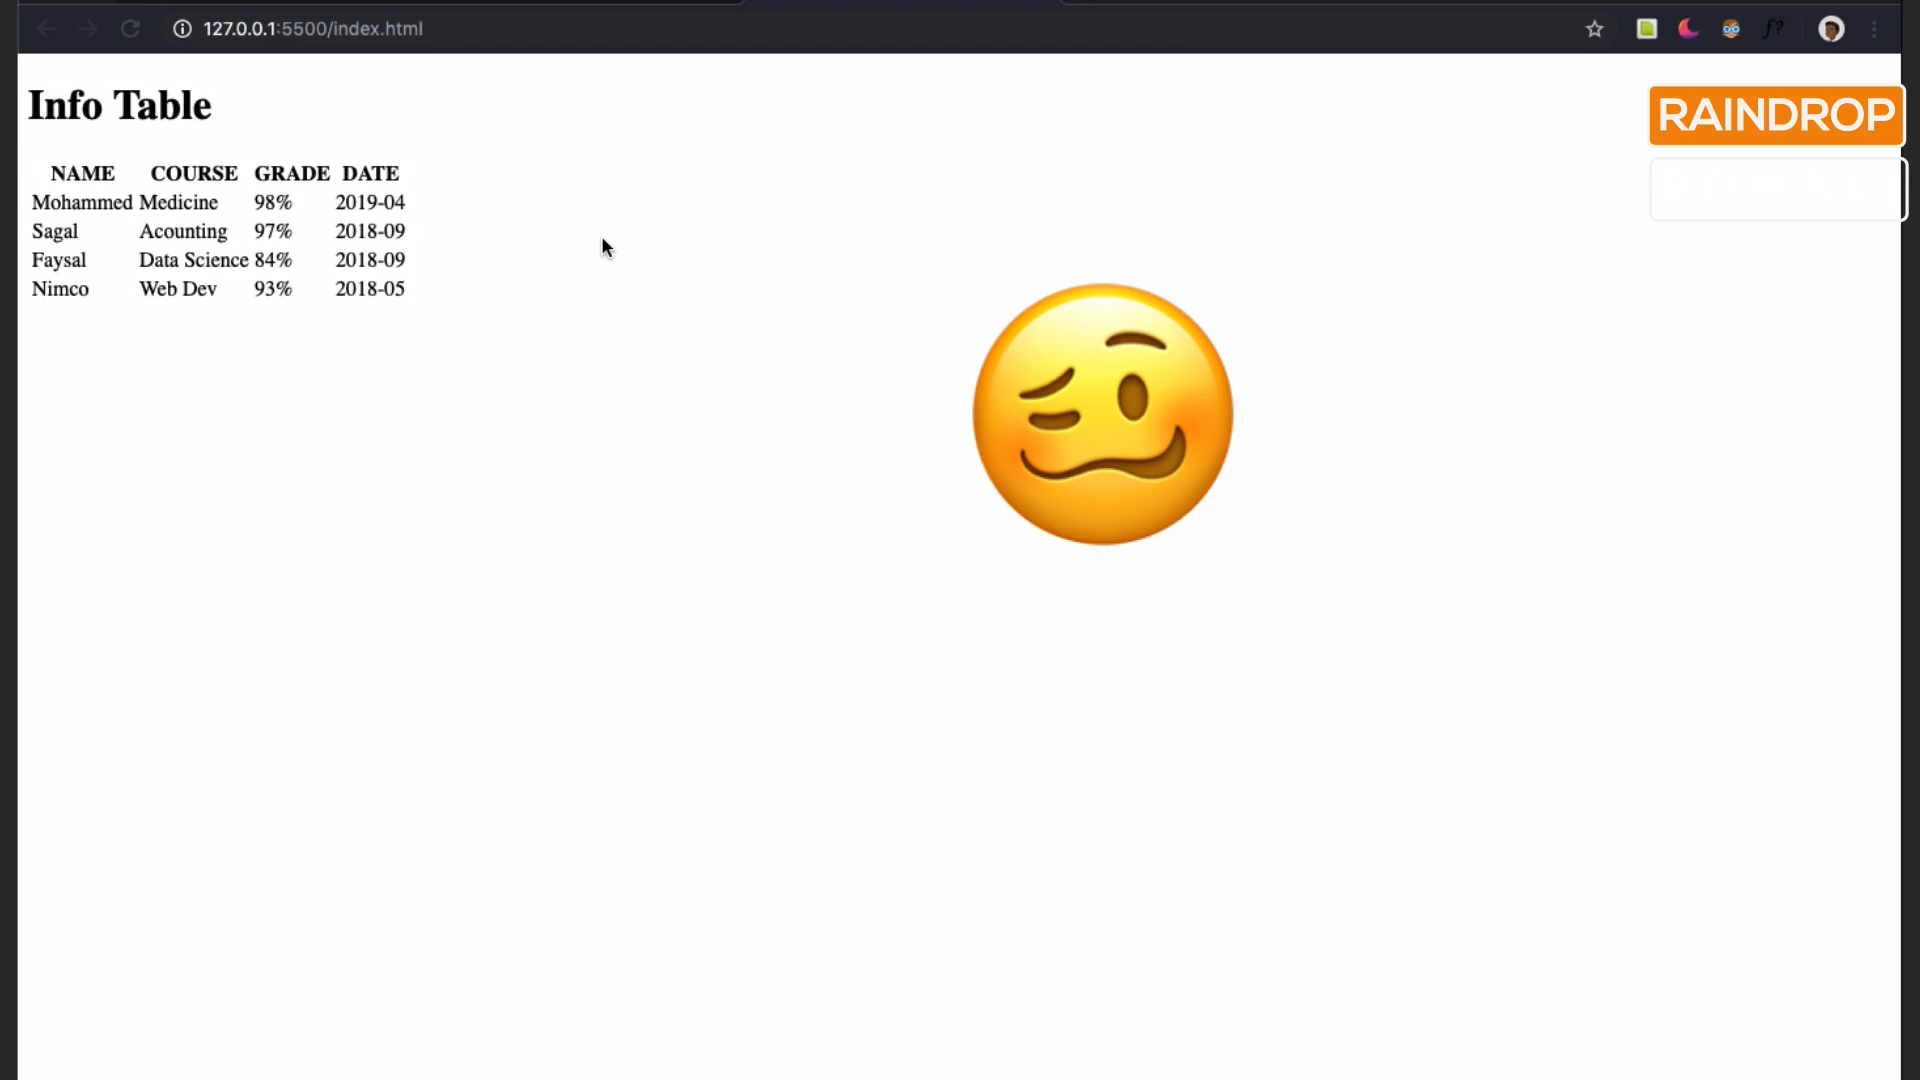 127.0.0.1:5500/index.html
f?
Info Table
RAINDROP
NAME COURSE GRADE DATE
Mohammed Medicine 98% 2019-04
Sagal Acounting 97% 2018-09
Faysal Data Science 84% 2018-09
Nimco Web Dev 93% 2018-05